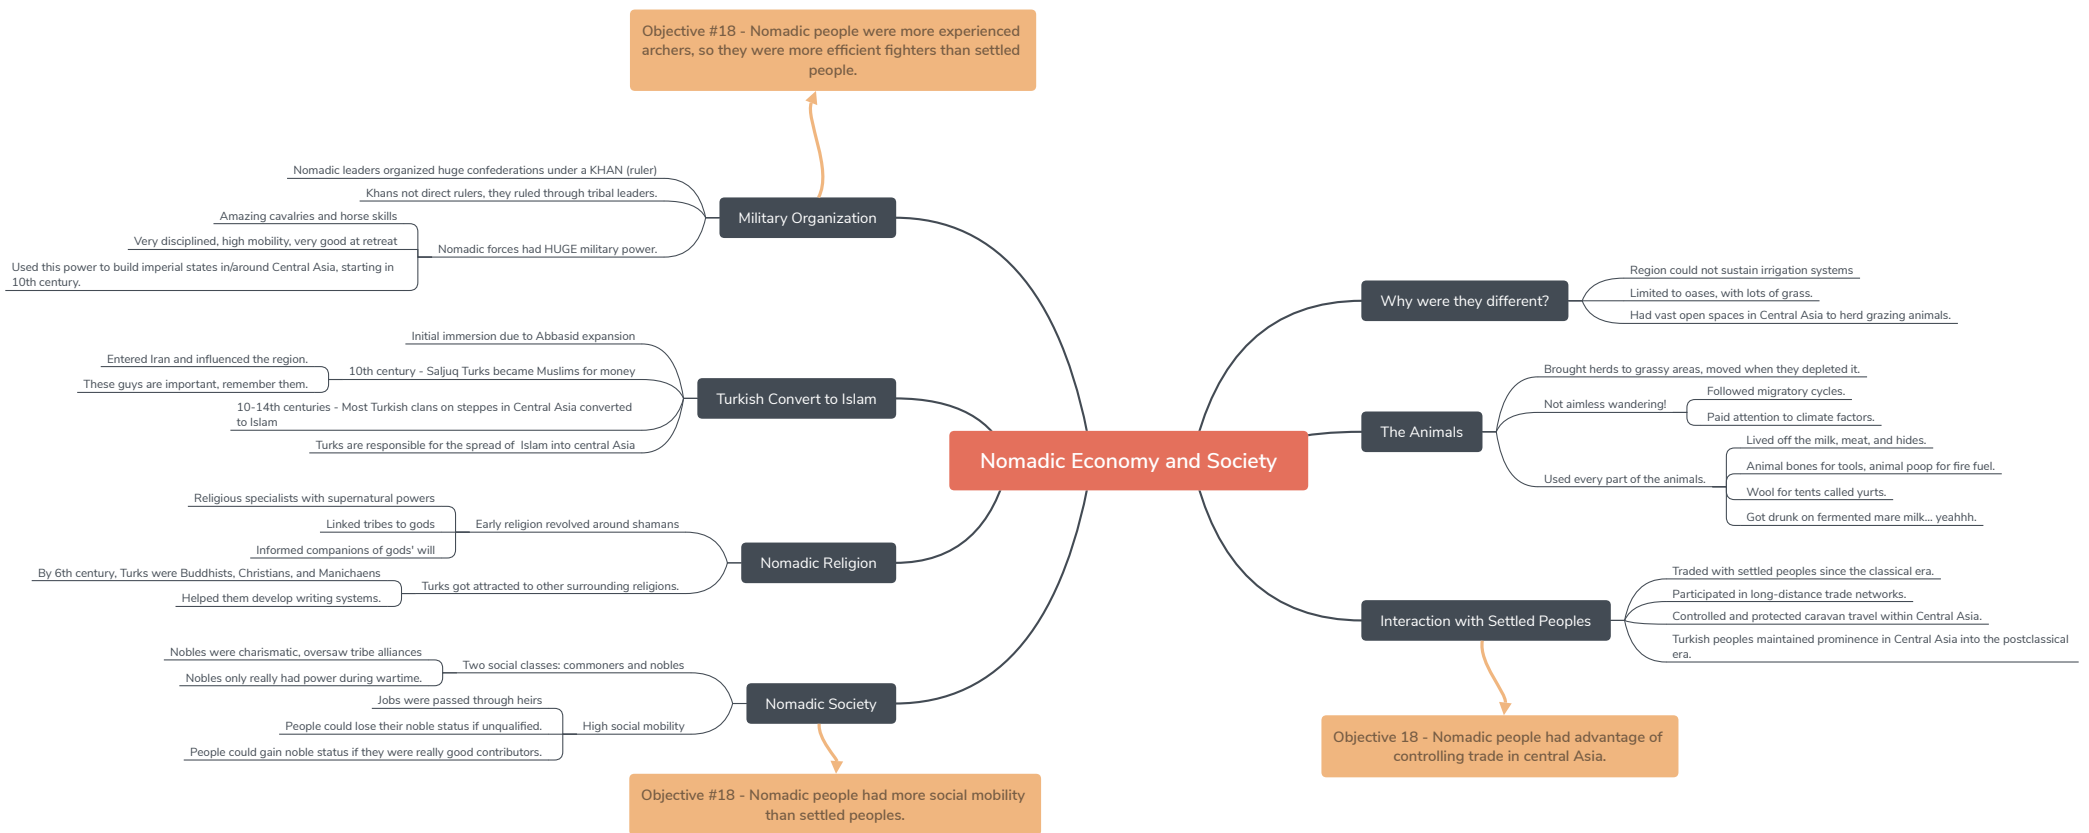 Objective #18 - Nomadic people were more experienced
archers, so they were more efficient fighters than settled
people.
Nomadic leaders organized huge confederations under a KHAN (ruler)
Khans not direct rulers, they ruled through tribal leaders.
Amazing cavalries and horse skills
Very disciplined, high mobility, very good at retreat
Used this power to build imperial states in/around Central Asia, starting in
10th century.
Nomadic forces had HUGE military power.
Military Organization
Initial immersion due to Abbasid expansion
Entered Iran and influenced the region.
These guys are important, remember them.
10th century - Saljuq Turks became Muslims for money
10-14th centuries - Most Turkish clans on steppes in Central Asia converted
to Islam
Turks are responsible for the spread of  Islam into central Asia
Turkish Convert to Islam
Religious specialists with supernatural powers
Linked tribes to gods
Informed companions of gods' will
Early religion revolved around shamans
By 6th century, Turks were Buddhists, Christians, and Manichaens
Helped them develop writing systems.
Turks got attracted to other surrounding religions.
Nomadic Religion
Nobles were charismatic, oversaw tribe alliances
Nobles only really had power during wartime.
Two social classes: commoners and nobles
Jobs were passed through heirs
People could lose their noble status if unqualified.
People could gain noble status if they were really good contributors.
High social mobility
Nomadic Society
Objective #18 - Nomadic people had more social mobility
than settled peoples.
Nomadic Economy and Society
Why were they different?
Region could not sustain irrigation systems
Limited to oases, with lots of grass.
Had vast open spaces in Central Asia to herd grazing animals.
The Animals
Brought herds to grassy areas, moved when they depleted it.
Not aimless wandering!
Followed migratory cycles.
Paid attention to climate factors.
Used every part of the animals.
Lived off the milk, meat, and hides.
Animal bones for tools, animal poop for fire fuel.
Wool for tents called yurts.
Got drunk on fermented mare milk... yeahhh.
Interaction with Settled Peoples
Traded with settled peoples since the classical era.
Participated in long-distance trade networks.
Controlled and protected caravan travel within Central Asia.
Turkish peoples maintained prominence in Central Asia into the postclassical
era.
Objective 18 - Nomadic people had advantage of
controlling trade in central Asia.